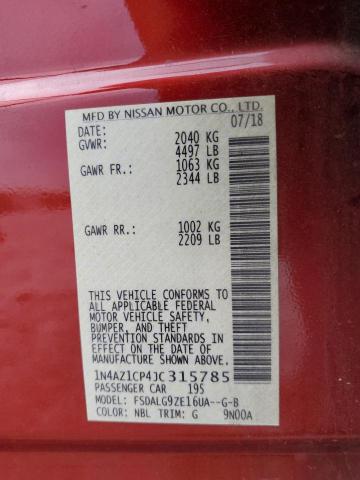 MFD BY NISSAN MOTOR CO., LTD.
DATE: 07/18
GVWR: 2040 KG
4497 LB
GAWR FR.: 1063 KG
2344 LB
GAWR RR.: 1002 KG
2209 LB
THIS VEHICLE CONFORMS TO
ALL APPLICABLE FEDERAL
MOTOR VEHICLE SAFETY,
BUMPER, AND THEFT
PREVENTION STANDARDS
IN EFFECT ON THE DATE OF
MANUFACTURE SHOWN ABOVE.
1N4AZ1CP4JC315785
PASSENGER CAR 195
MODEL: FSDALG9ZE16UA--G-B
COLOR: NBL TRIM: G 9N00A